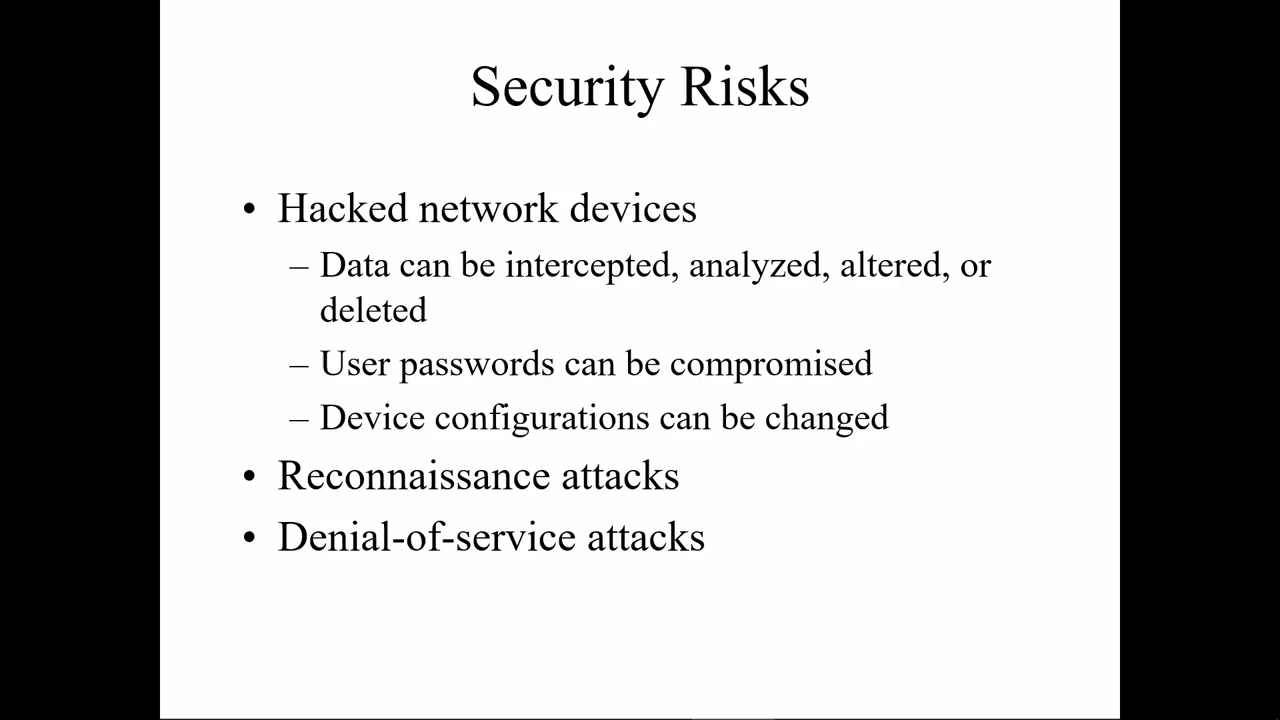 Security Risks
• Hacked network devices
– Data can be intercepted, analyzed, altered, or
deleted
– User passwords can be compromised
– Device configurations can be changed
• Reconnaissance attacks
• Denial-of-service attacks